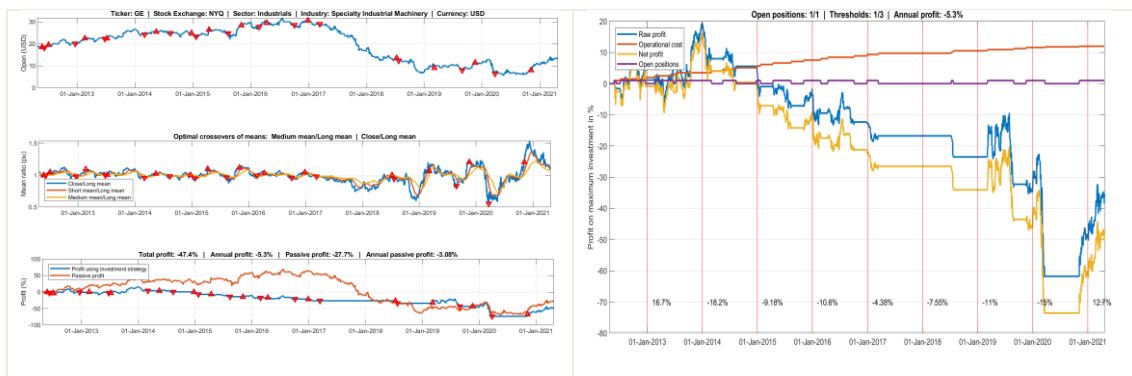 Ticker: GE | Stock Exchange: NYQ | Sector: Industrials | Industry: Specialty Industrial Machinery | Currency: USD
Open (USD)
30
20
10
0
01-Jan-2013 01-Jan-2014 01-Jan-2015 01-Jan-2016 01-Jan-2017 01-Jan-2018 01-Jan-2019 01-Jan-2020 01-Jan-2021
Optimal crossovers of means: Medium mean/Long mean | Close/Long mean
Mean ratio (pu)
1.5
1
0.5
Close/Long mean
Short mean/Long mean
Medium mean/Long mean
01-Jan-2013 01-Jan-2014 01-Jan-2015 01-Jan-2016 01-Jan-2017 01-Jan-2018 01-Jan-2019 01-Jan-2020 01-Jan-2021
Total profit: -47.4% | Annual profit: -5.3% | Passive profit: -27.7% | Annual passive profit: -3.08%
Profit (%)
100
50
0
-50
-100
Profit using investment strategy
Passive profit
01-Jan-2013 01-Jan-2014 01-Jan-2015 01-Jan-2016 01-Jan-2017 01-Jan-2018 01-Jan-2019 01-Jan-2020 01-Jan-2021
Open positions: 1/1 | Thresholds: 1/3 | Annual profit: -5.3%
Profit on maximum investment in %
20
10
0
-10
-20
-30
-40
-50
-60
-70
-80
Raw profit
Operational cost
Net profit
Open positions
16.7% -18.2% -9.18% -10.6% -4.38% -7.55% -11% -15% 12.7%
01-Jan-2013 01-Jan-2014 01-Jan-2015 01-Jan-2016 01-Jan-2017 01-Jan-2018 01-Jan-2019 01-Jan-2020 01-Jan-2021